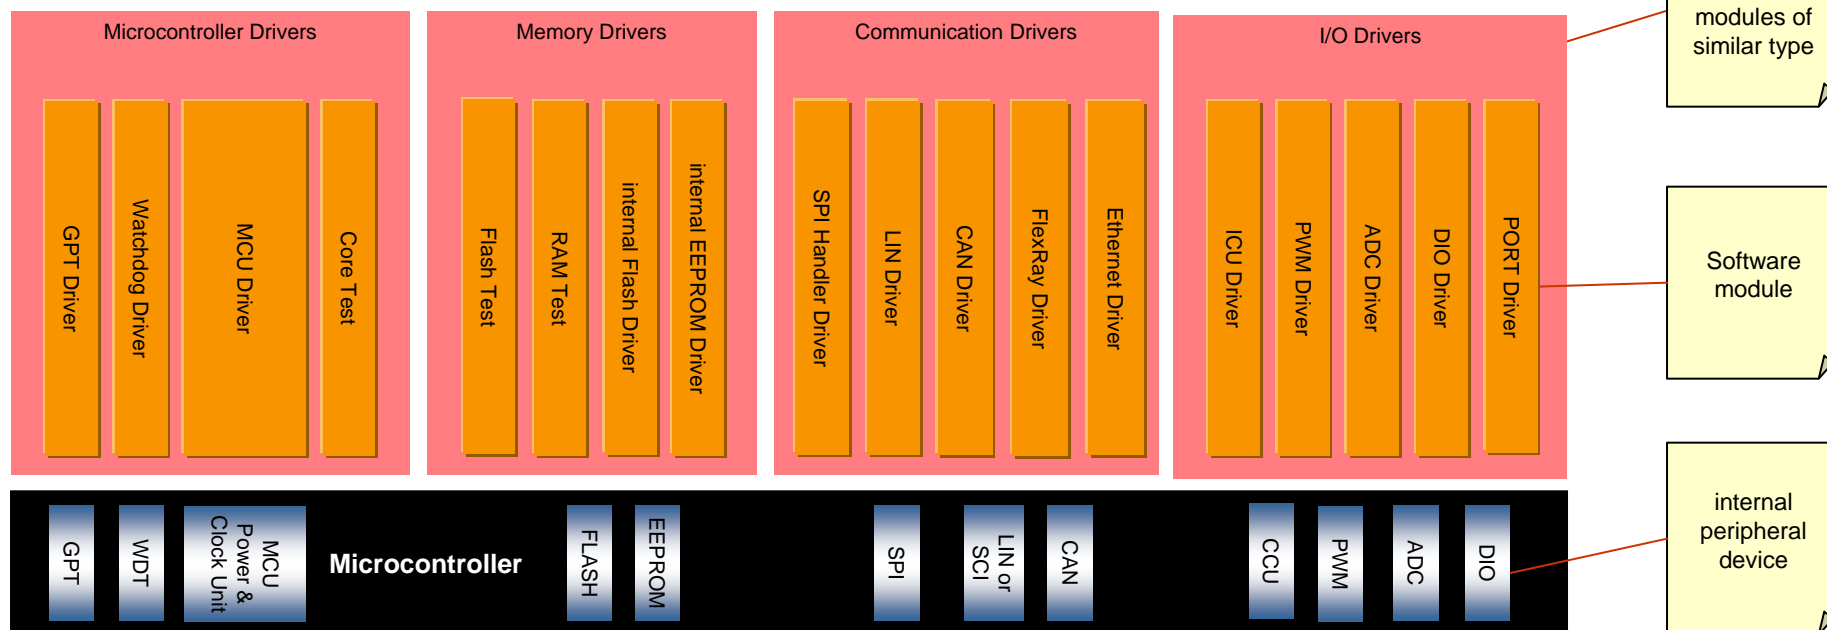 Microcontroller Drivers
Memory Drivers
Communication Drivers
I/O Drivers
modules of
similar type
GPT Driver
Watchdog Driver
MCU Driver
Core Test
Flash Test
RAM Test
internal Flash Driver
internal EEPROM Driver
SPI Handler Driver
LIN Driver
CAN Driver
FlexRay Driver
Ethernet Driver
ICU Driver
PWM Driver
ADC Driver
DIO Driver
PORT Driver
Software
module
GPT
WDT
MCU
Power &
Clock Unit
Microcontroller
FLASH
EEPROM
SPI
LIN or
SCI
CAN
CCU
PWM
ADC
DIO
internal
peripheral
device